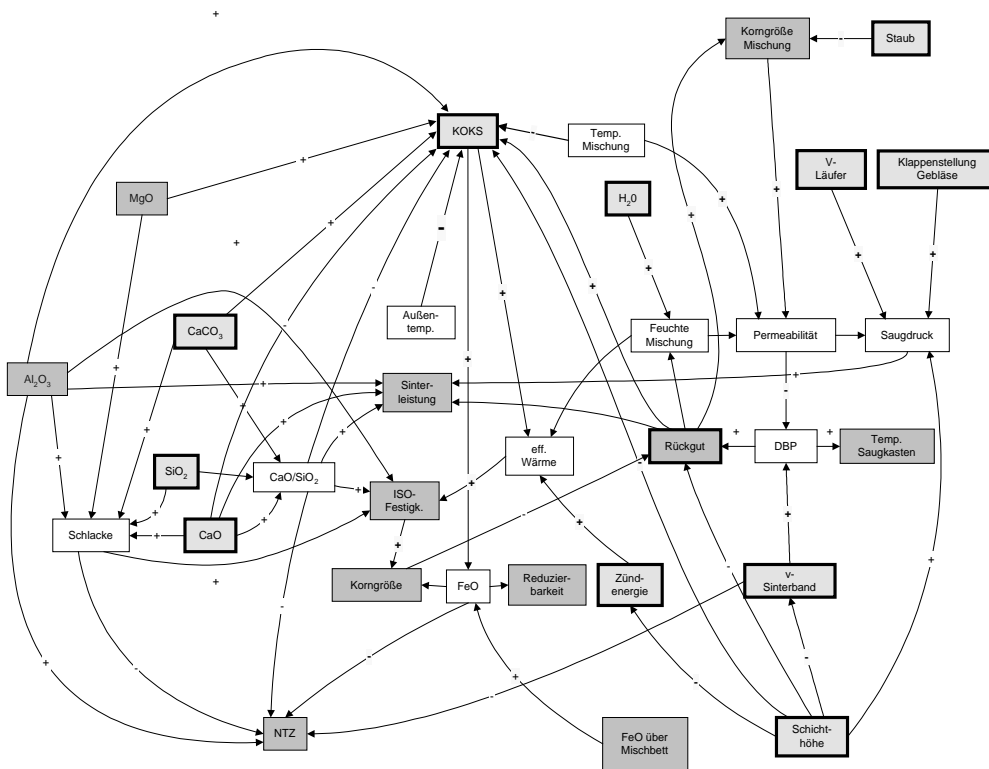 +
Korngröße
Mischung
-
Staub
KOKS
-
Temp.
Mischung
+
V-
Läufer
Klappenstellung
Gebläse
MgO
H₂0
+
+
+
-
+
+
+
+
+
+
+
+
+
-
-
Außen-
temp.
CaCO₃
Feuchte
Mischung
Permeabilität
Saugdruck
Al₂O₃
+
Sinter-
leistung
+
+
-
+
+
+
Rückgut
+
DBP
+
Temp.
Saugkasten
+
SiO₂
CaO/SiO₂
+
eff.
Wärme
-
+
+
+
ISO-
Festigk.
+
-
+
+
Schlacke
+
CaO
+
+
+
Korngröße
FeO
Reduzier-
barkeit
Zünd-
energie
v-
Sinterband
-
-
-
-
+
-
+
-
-
NTZ
FeO über
Mischbett
Schicht-
höhe